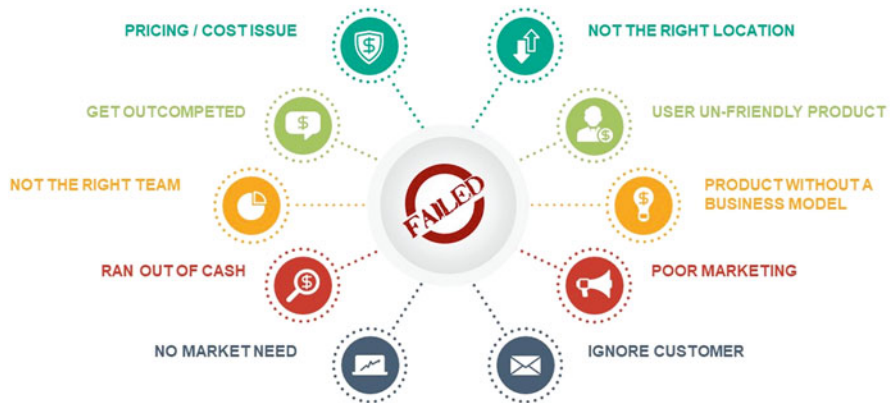 PRICING / COST ISSUE
NOT THE RIGHT LOCATION
GET OUTCOMPETED
USER UN-FRIENDLY PRODUCT
NOT THE RIGHT TEAM
PRODUCT WITHOUT A
BUSINESS MODEL
FAILED
RAN OUT OF CASH
POOR MARKETING
NO MARKET NEED
IGNORE CUSTOMER
$
$
$
$
$
$